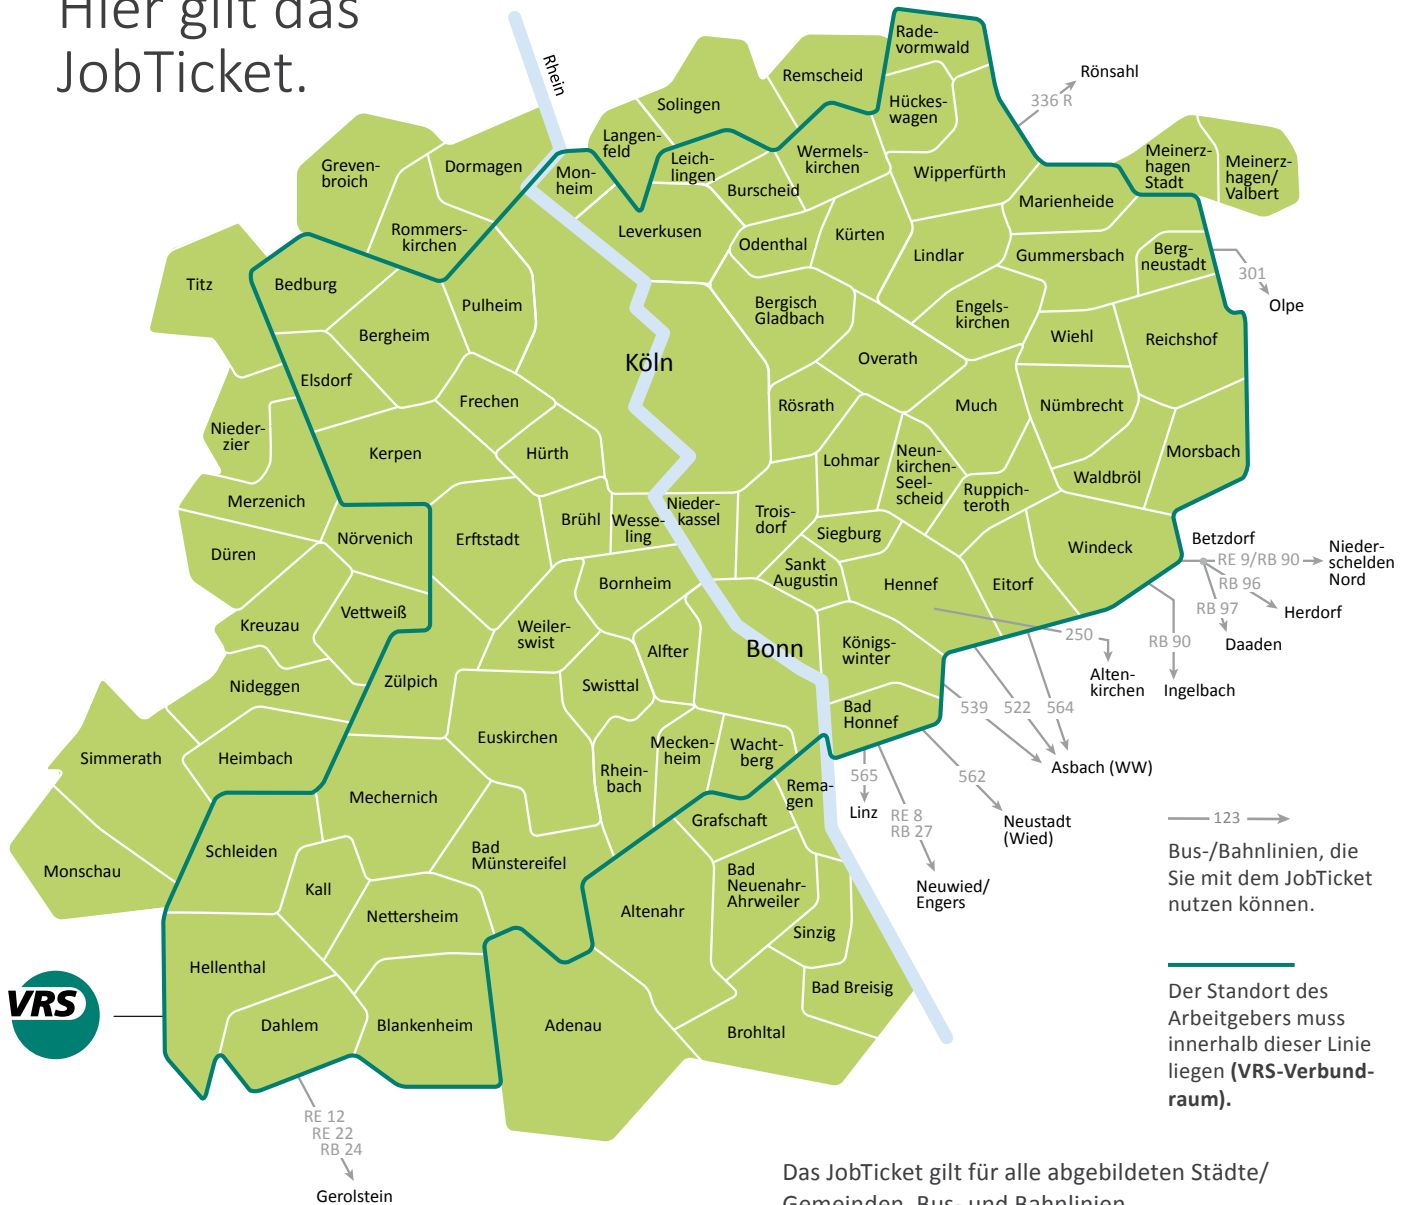 Hier gilt das
JobTicket.
Rhein
Rade-
vormwald
Remscheid
Rönsahl
336 R
Solingen
Hückes-
wagen
Langen-
feld
Greven-
broich
Dormagen
Mon-
heim
Leich-
lingen
Wermels-
kirchen
Wipperfürth
Meinerz-
hagen
Stadt
Meinerz-
hagen/
Valbert
Burscheid
Marienheide
Rommers-
kirchen
Leverkusen
Odenthal
Kürten
Lindlar
Gummersbach
Berg-
neustadt
301
Olpe
Titz
Bedburg
Pulheim
Bergisch
Gladbach
Engels-
kirchen
Bergheim
Wiehl
Reichshof
Köln
Overath
Elsdorf
Frechen
Rösrath
Much
Nümbrecht
Nieder-
zier
Kerpen
Hürth
Lohmar
Neun-
kirchen-
Seel-
scheid
Morsbach
Waldbröl
Ruppich-
teroth
Merzenich
Nieder-
kassel
Trois-
dorf
Brühl
Wesse-
ling
Siegburg
Nörvenich
Erftstadt
Düren
Windeck
Betzdorf
RE 9/RB 90
Nieder-
schelden
Nord
RB 96
Herdorf
RB 97
Daaden
Sankt
Augustin
Hennef
Eitorf
Bornheim
Vettweiß
Kreuzau
Weiler-
swist
Alfter
Bonn
Königs-
winter
250
Alten-
kirchen
RB 90
Ingelbach
Nideggen
Zülpich
Swisttal
Bad
Honnef
539
522
564
Asbach (WW)
Simmerath
Heimbach
Euskirchen
Mecken-
heim
Wacht-
berg
Rhein-
bach
Rema-
gen
565
Linz
562
Neustadt
(Wied)
RE 8
RB 27
Neuwied/
Engers
Mechernich
Grafschaft
Schleiden
Bad
Münstereifel
Monschau
Kall
Bad
Neuenahr-
Ahrweiler
Nettersheim
Altenahr
Sinzig
Hellenthal
Bad Breisig
VRS
Dahlem
Blankenheim
Adenau
Brohltal
RE 12
RE 22
RB 24
Gerolstein
123
Bus-/Bahnlinien, die
Sie mit dem JobTicket
nutzen können.
Der Standort des
Arbeitgebers muss
innerhalb dieser Linie
liegen (VRS-Verbund-
raum).
Das JobTicket gilt für alle abgebildeten Städte/
Gemeinden, Bus- und Bahnlinien